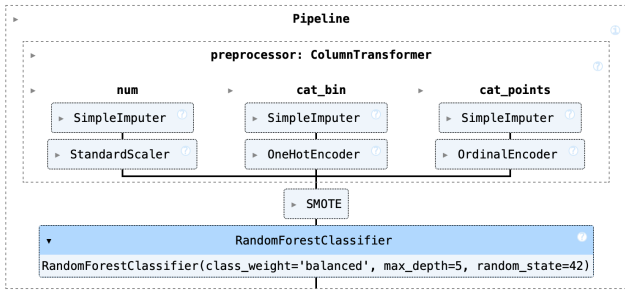 Pipeline
preprocessor: ColumnTransformer
num
cat_bin
cat_points
SimpleImputer ?
SimpleImputer ?
SimpleImputer ?
StandardScaler ?
OneHotEncoder ?
OrdinalEncoder ?
SMOTE
RandomForestClassifier ?
RandomForestClassifier(class_weight='balanced', max_depth=5, random_state=42)